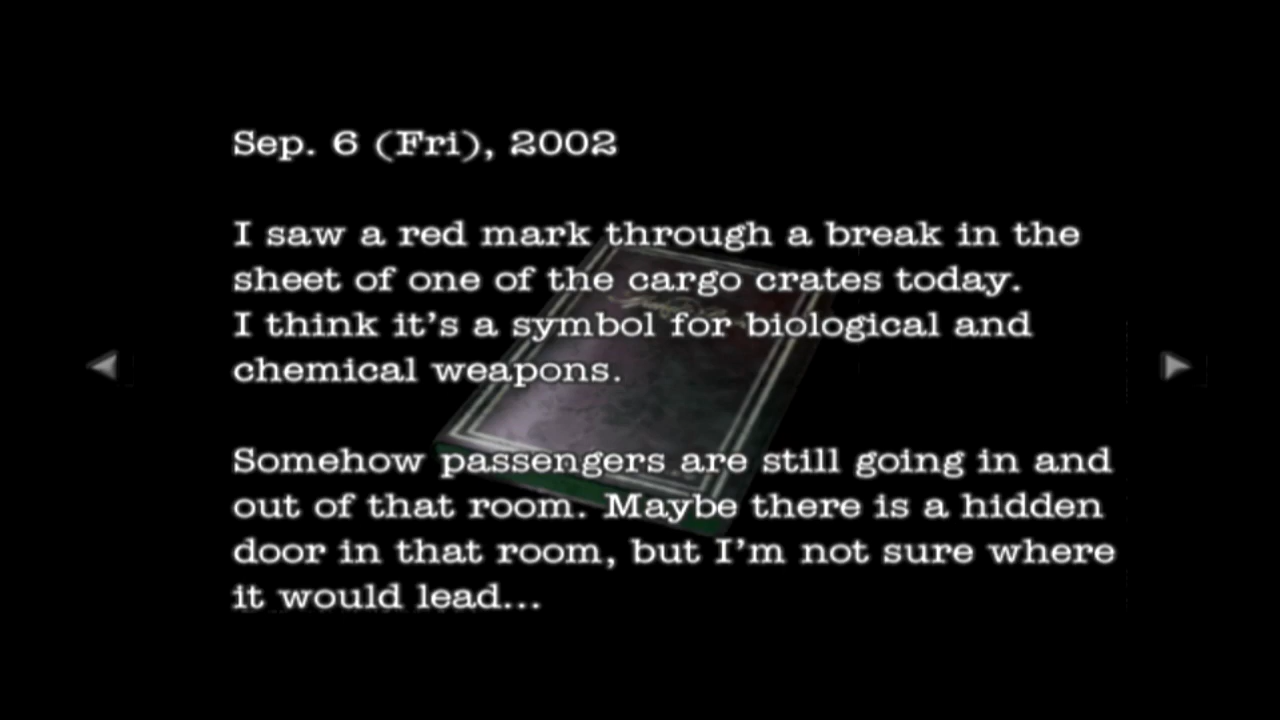 Sep. 6 (Fri), 2002
I saw a red mark through a break in the
sheet of one of the cargo crates today.
I think it's a symbol for biological and
chemical weapons.
Somehow passengers are still going in and
out of that room. Maybe there is a hidden
door in that room, but I'm not sure where
it would lead...